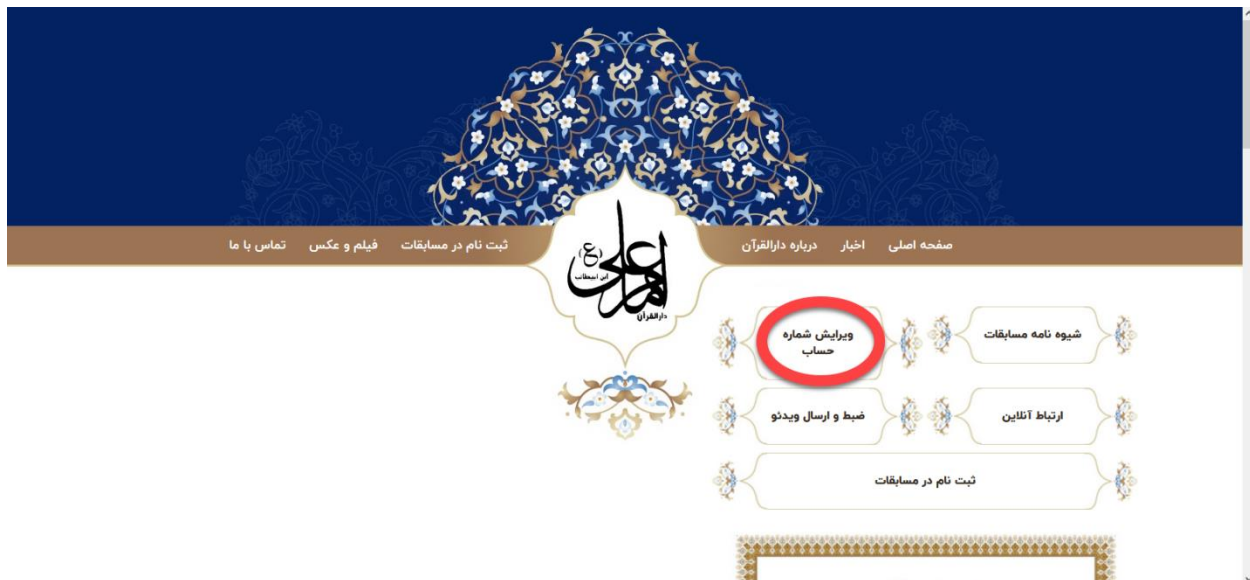 صفحه اصلی اخبار درباره دارالقرآن ثبت نام در مسابقات فیلم و عکس تماس با ما
امام علی (ع)
ابن ابیطالب
دارالقرآن
شیوه نامه مسابقات
ویرایش شماره
حساب
ارتباط آنلاین
ضبط و ارسال ویدئو
ثبت نام در مسابقات